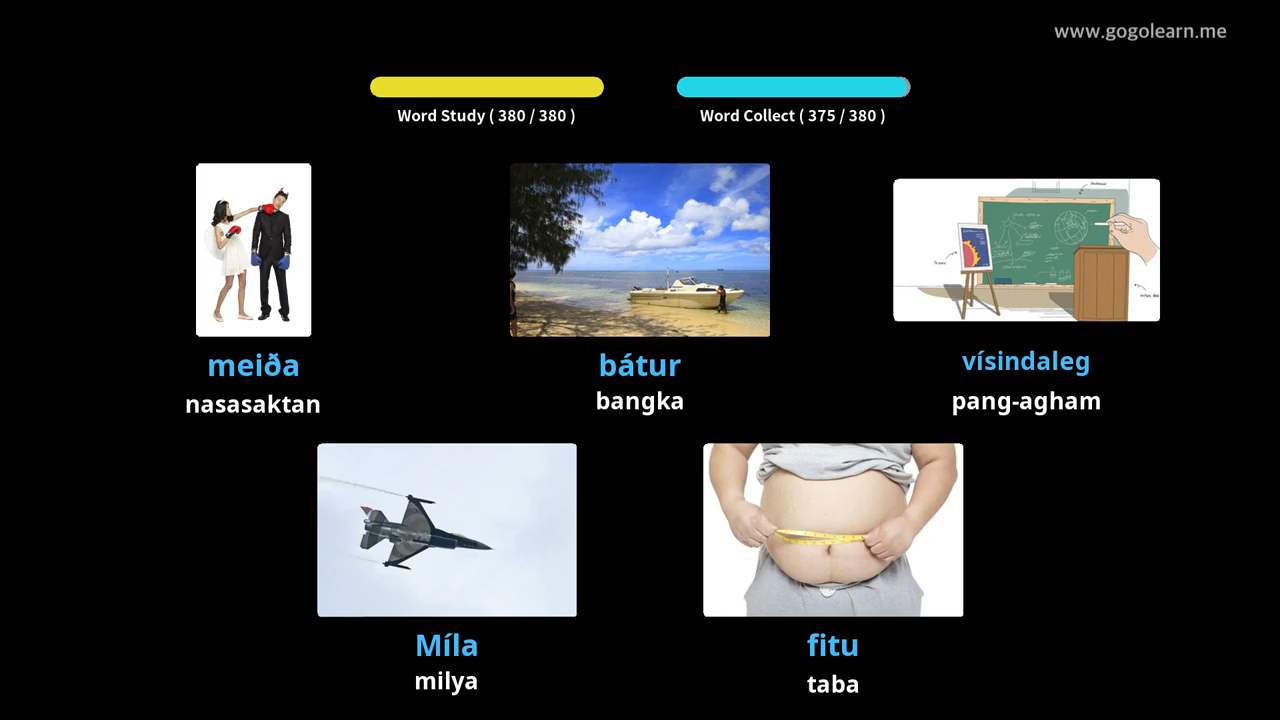 www.gogolearn.me
Word Study ( 380 / 380 )
Word Collect ( 375 / 380 )
meiða
nasasaktan
bátur
bangka
vísindaleg
pang-agham
Míla
milya
fitu
taba